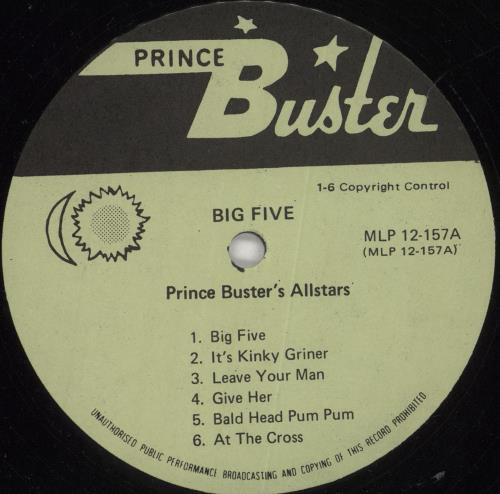 PRINCE
Buster
1-6 Copyright Control
BIG FIVE
MLP 12-157A
(MLP 12-157A)
Prince Buster's Allstars
1. Big Five
2. It's Kinky Griner
3. Leave Your Man
4. Give Her
5. Bald Head Pum Pum
6. At The Cross
UNAUTHORISED PUBLIC PERFORMANCE BROADCASTING AND COPYING OF THIS RECORD PROHIBITED